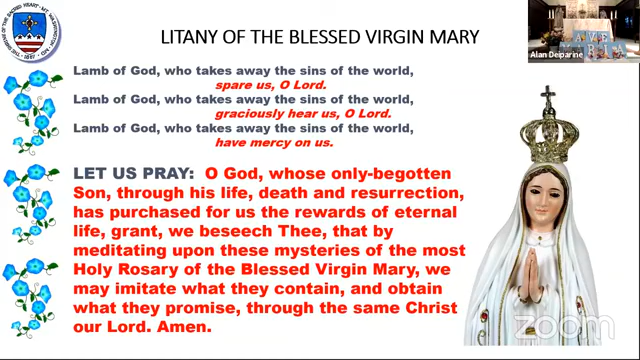 LITANY OF THE BLESSED VIRGIN MARY
Lamb of God, who takes away the sins of the world,
spare us, O Lord.
Lamb of God, who takes away the sins of the world,
graciously hear us, O Lord.
Lamb of God, who takes away the sins of the world,
have mercy on us.
LET US PRAY: O God, whose only-begotten
Son, through his life, death and resurrection,
has purchased for us the rewards of eternal
life, grant, we beseech Thee, that by
meditating upon these mysteries of the most
Holy Rosary of the Blessed Virgin Mary, we
may imitate what they contain, and obtain
what they promise, through the same Christ
our Lord. Amen.
AVE
Alan Deiparine
zoom